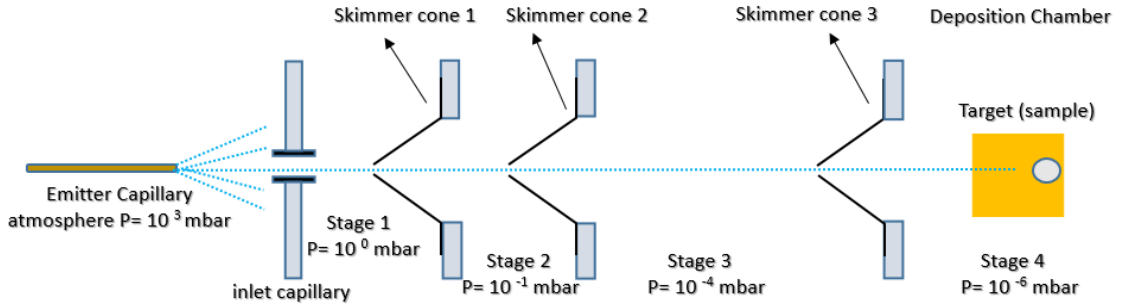 Skimmer cone 1
Skimmer cone 2
Skimmer cone 3
Deposition Chamber
Target (sample)
Emitter Capillary
atmosphere P= 10 ³ mbar
inlet capillary
Stage 1
P= 10 ⁰ mbar
Stage 2
P= 10 ⁻¹ mbar
Stage 3
P= 10 ⁻⁴ mbar
Stage 4
P= 10 ⁻⁶ mbar